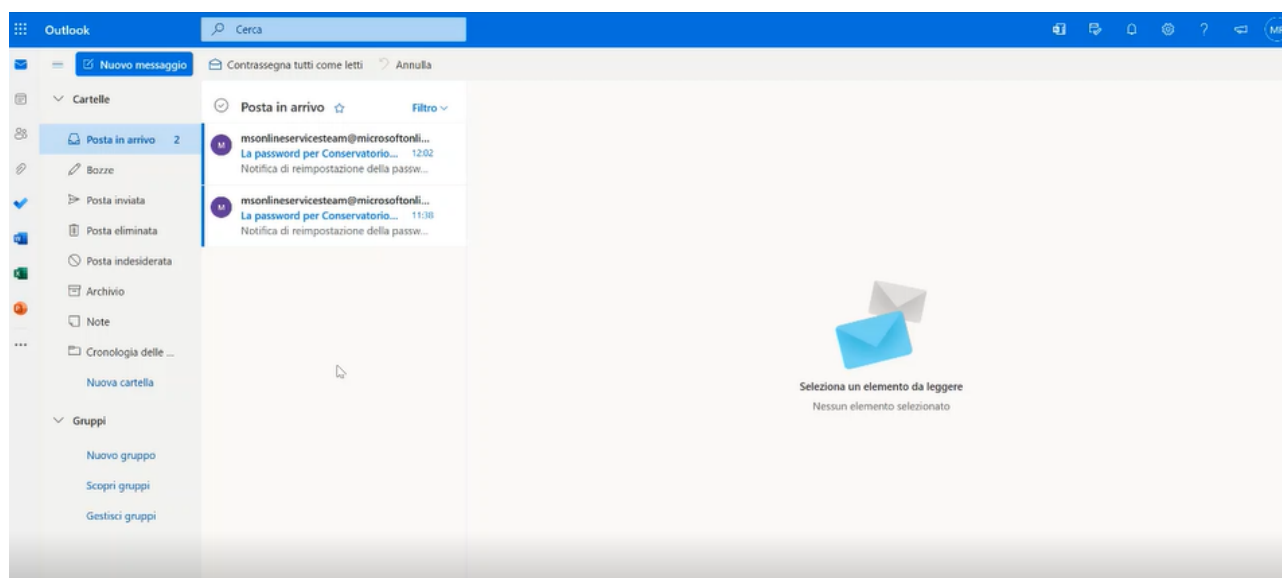 Outlook
Cerca
MR
Nuovo messaggio
Contrassegna tutti come letti
Annulla
Cartelle
Posta in arrivo 2
Bozze
Posta inviata
Posta eliminata
Posta indesiderata
Archivio
Note
Cronologia delle ...
Nuova cartella
Gruppi
Nuovo gruppo
Scopri gruppi
Gestisci gruppi
Posta in arrivo
Filtro
M
msonlineservicesteam@microsoftonli...
La password per Conservatorio... 12:02
Notifica di reimpostazione della passw...
M
msonlineservicesteam@microsoftonli...
La password per Conservatorio... 11:38
Notifica di reimpostazione della passw...
Seleziona un elemento da leggere
Nessun elemento selezionato